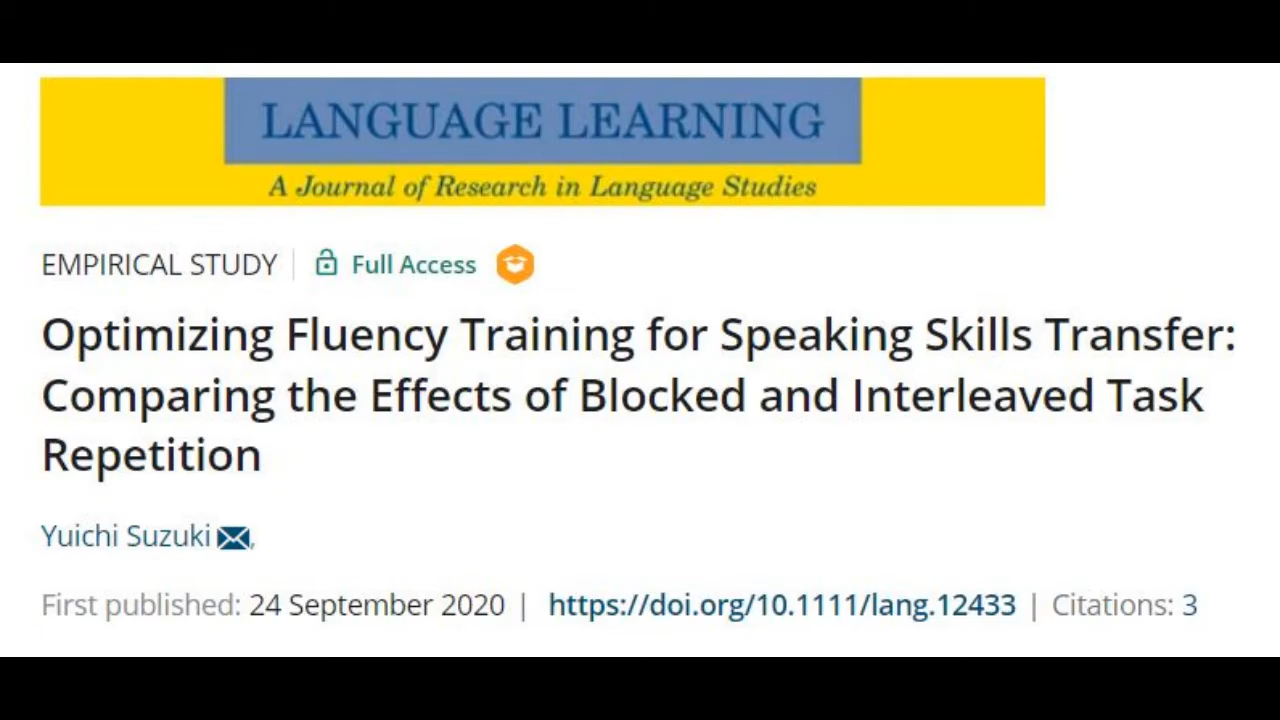 LANGUAGE LEARNING
A Journal of Research in Language Studies
EMPIRICAL STUDY | Full Access
Optimizing Fluency Training for Speaking Skills Transfer:
Comparing the Effects of Blocked and Interleaved Task
Repetition
Yuichi Suzuki,
First published: 24 September 2020 | https://doi.org/10.1111/lang.12433 | Citations: 3